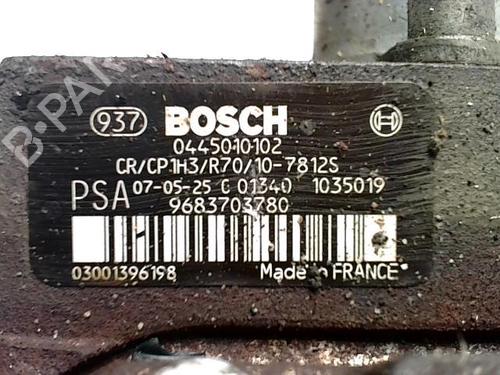 B-PARTS
937 BOSCH
0445010102
CR/CP1H3/R70/10-7812S
PSA 07-05-25 C 01340 1035019
9683703780
03001396198 Made in FRANCE